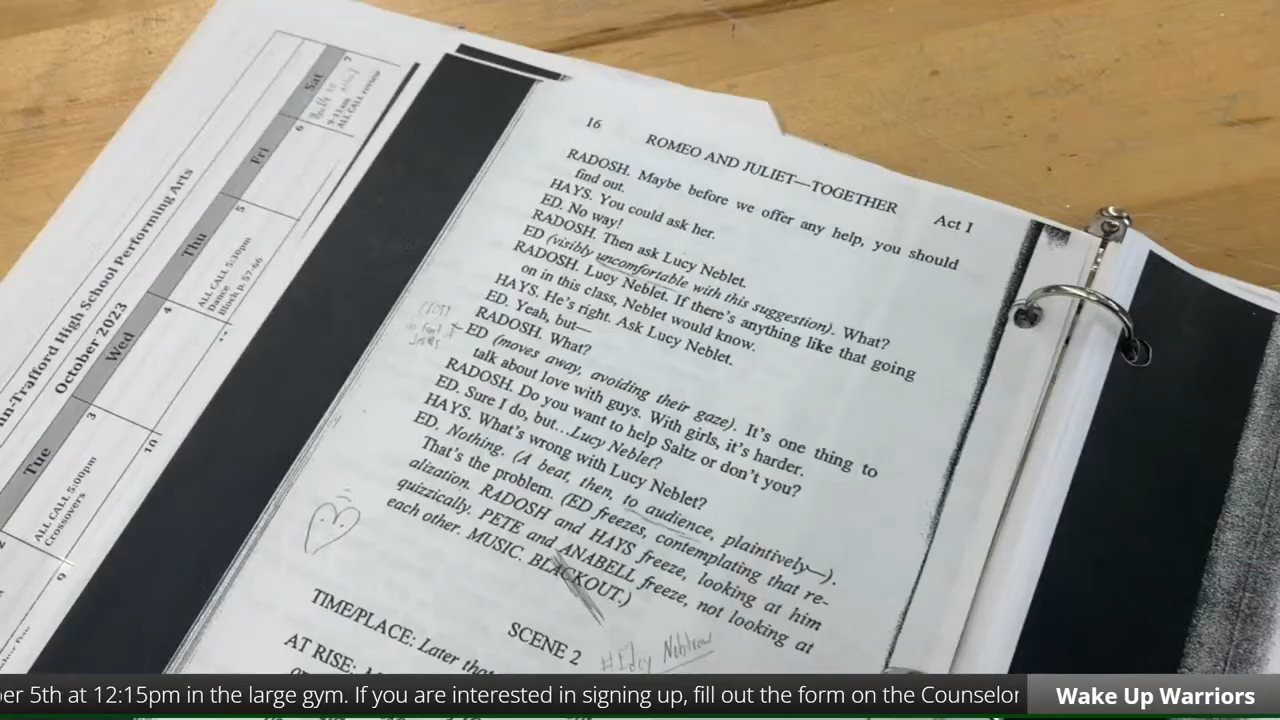 16 ROMEO AND JULIET—TOGETHER Act I
RADOSH. Maybe before we offer any help, you should
find out.
HAYS. You could ask her.
ED. No way!
RADOSH. Then ask Lucy Neblet.
ED (visibly uncomfortable with this suggestion). What?
RADOSH. Lucy Neblet. If there's anything like that going
on in this class, Neblet would know.
HAYS. He's right. Ask Lucy Neblet.
ED. Yeah, but—
RADOSH. What?
ED (moves away, avoiding their gaze). It's one thing to
talk about love with guys. With girls, it's harder.
RADOSH. Do you want to help Saltz or don't you?
ED. Sure I do, but...Lucy Neblet?
HAYS. What's wrong with Lucy Neblet?
ED. Nothing. (A beat, then, to audience, plaintively—).
That's the problem. (ED freezes, contemplating that re-
alization. RADOSH and HAYS freeze, looking at him
quizzically. PETE and ANABELL freeze, not looking at
each other. MUSIC. BLACKOUT.)
SCENE 2
TIME/PLACE: Later that
AT RISE:
nn-Trafford High School Performing Arts
October 2023
Tue
Wed
Thu
Fri
Sat
3
4
5
6
7
9-11am
ALL CALL review
ALL CALL 5:30pm
Dance
Block p. 57-66
ALL CALL 5:00pm
Crossovers
9
10
11
er 5th at 12:15pm in the large gym. If you are interested in signing up, fill out the form on the Counselor
Wake Up Warriors